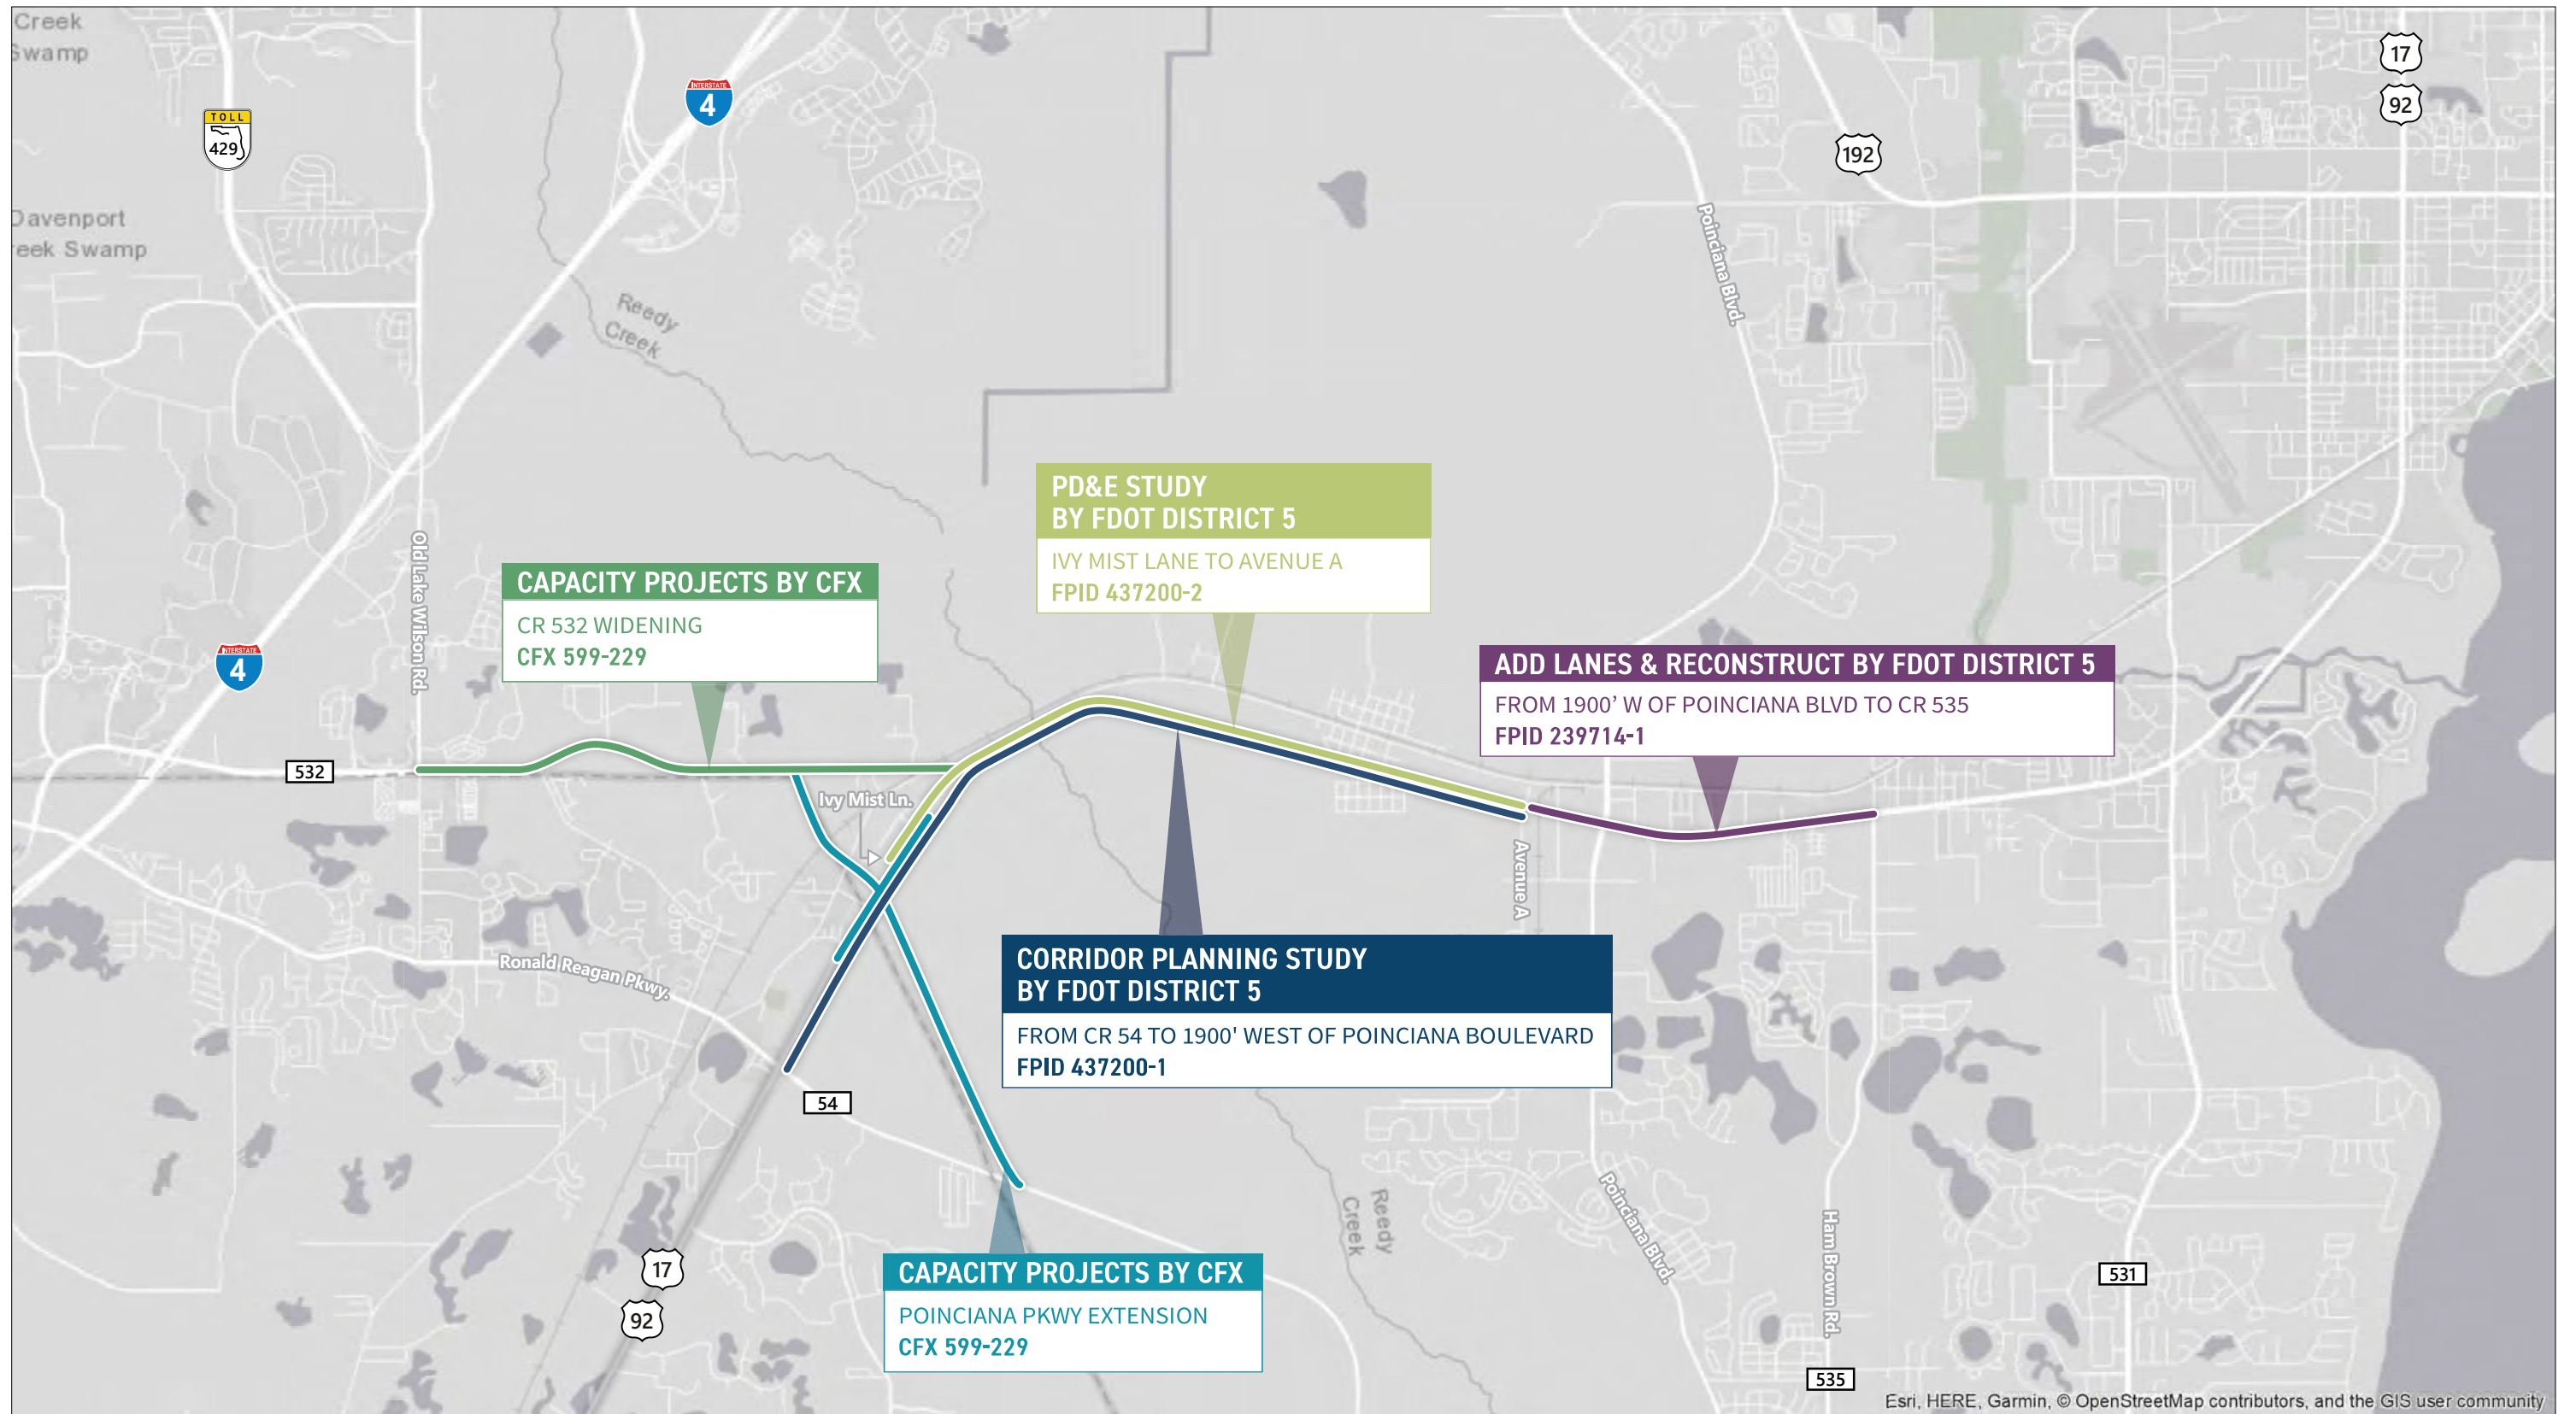 Creek
Swamp
INTERSTATE
4
TOLL
429
17
92
192
Davenport
reek Swamp
Poinciana Blvd.
Reedy
Creek
PD&E STUDY
BY FDOT DISTRICT 5
IVY MIST LANE TO AVENUE A
FPID 437200-2
Old Lake Wilson Rd.
CAPACITY PROJECTS BY CFX
CR 532 WIDENING
CFX 599-229
INTERSTATE
4
ADD LANES & RECONSTRUCT BY FDOT DISTRICT 5
FROM 1900’ W OF POINCIANA BLVD TO CR 535
FPID 239714-1
532
Ivy Mist Ln.
Avenue A
Ronald Reagan Pkwy.
CORRIDOR PLANNING STUDY
BY FDOT DISTRICT 5
FROM CR 54 TO 1900' WEST OF POINCIANA BOULEVARD
FPID 437200-1
54
Reedy
Creek
Poinciana Blvd.
Ham Brown Rd.
17
92
CAPACITY PROJECTS BY CFX
POINCIANA PKWY EXTENSION
CFX 599-229
531
535
Esri, HERE, Garmin, © OpenStreetMap contributors, and the GIS user community